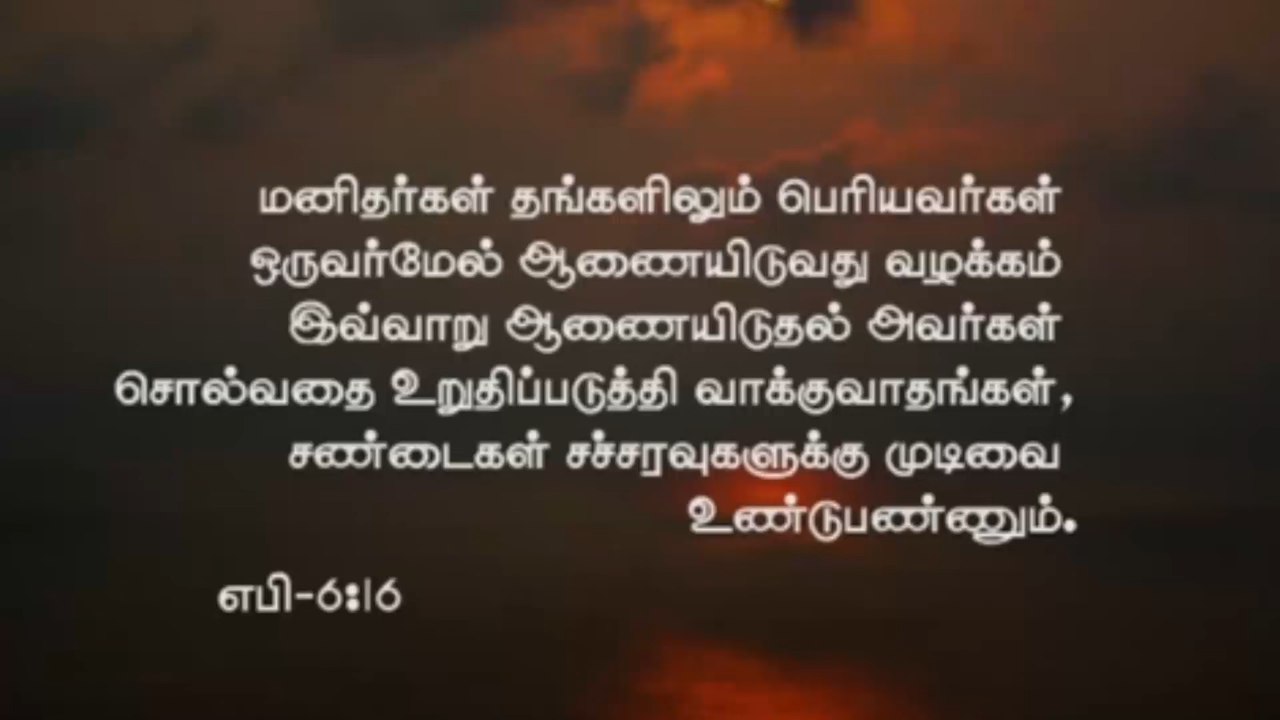 மனிதர்கள் தங்களிலும் பெரியவர்கள்
ஒருவர்மேல் ஆணையிடுவது வழக்கம்
இவ்வாறு ஆணையிடுதல் அவர்கள்
சொல்வதை உறுதிப்படுத்தி வாக்குவாதங்கள்,
சண்டைகள் சச்சரவுகளுக்கு முடிவை
உண்டுபண்ணும்.
எபி-6:16